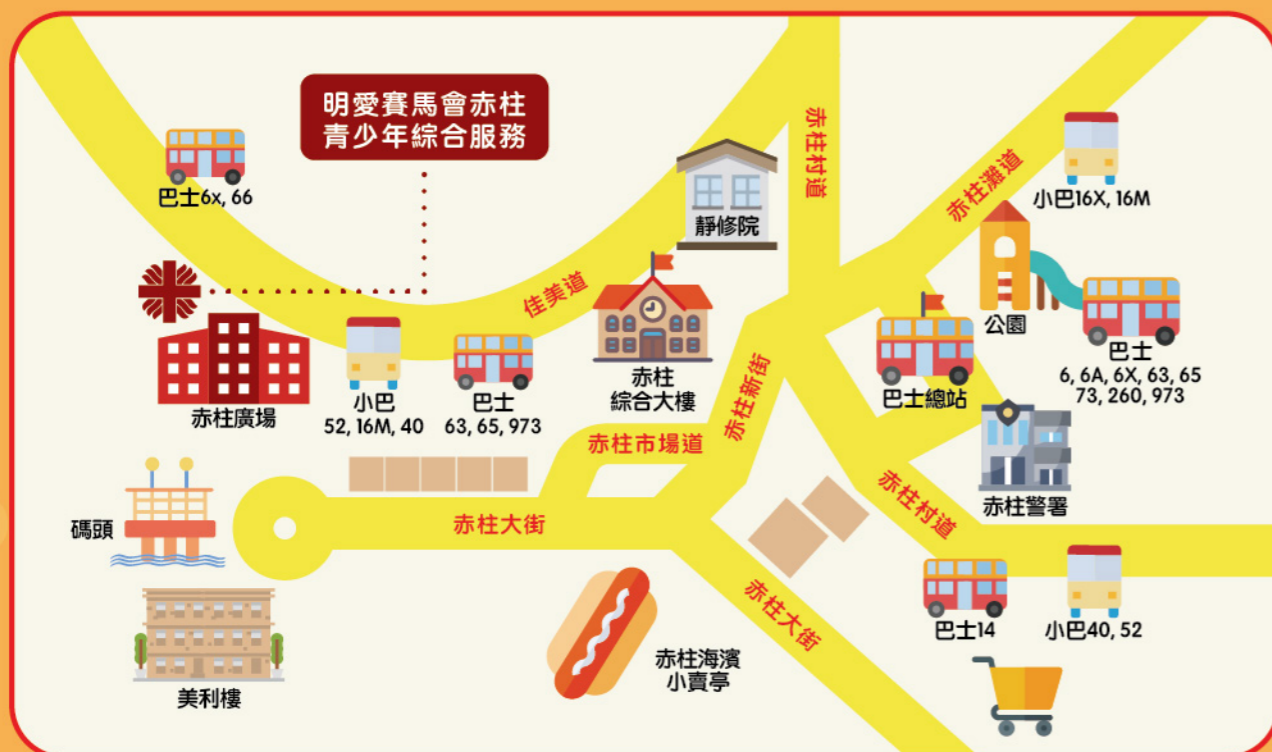 明愛賽馬會赤柱
青少年綜合服務
巴士6x, 66
赤柱村道
赤柱灘道
小巴16X, 16M
靜修院
佳美道
公園
赤柱廣場
小巴
52, 16M, 40
巴士
63, 65, 973
赤柱
綜合大樓
赤柱新街
巴士總站
巴士
6, 6A, 6X, 63, 65
73, 260, 973
赤柱市場道
赤柱警署
碼頭
赤柱大街
赤柱村道
赤柱大街
巴士14
小巴40, 52
美利樓
赤柱海濱
小賣亭